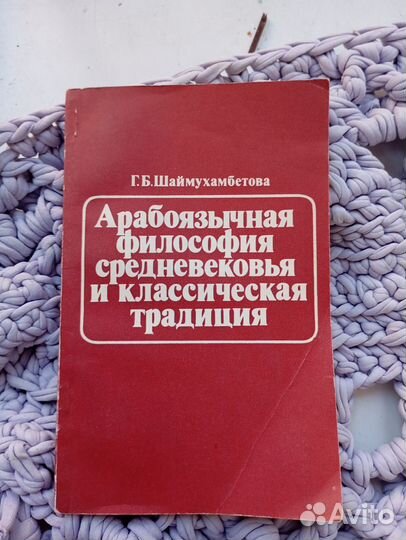 Г.Б.Шаймухамбетова
Арабоязычная
философия
средневековья
и классическая
традиция
Avito